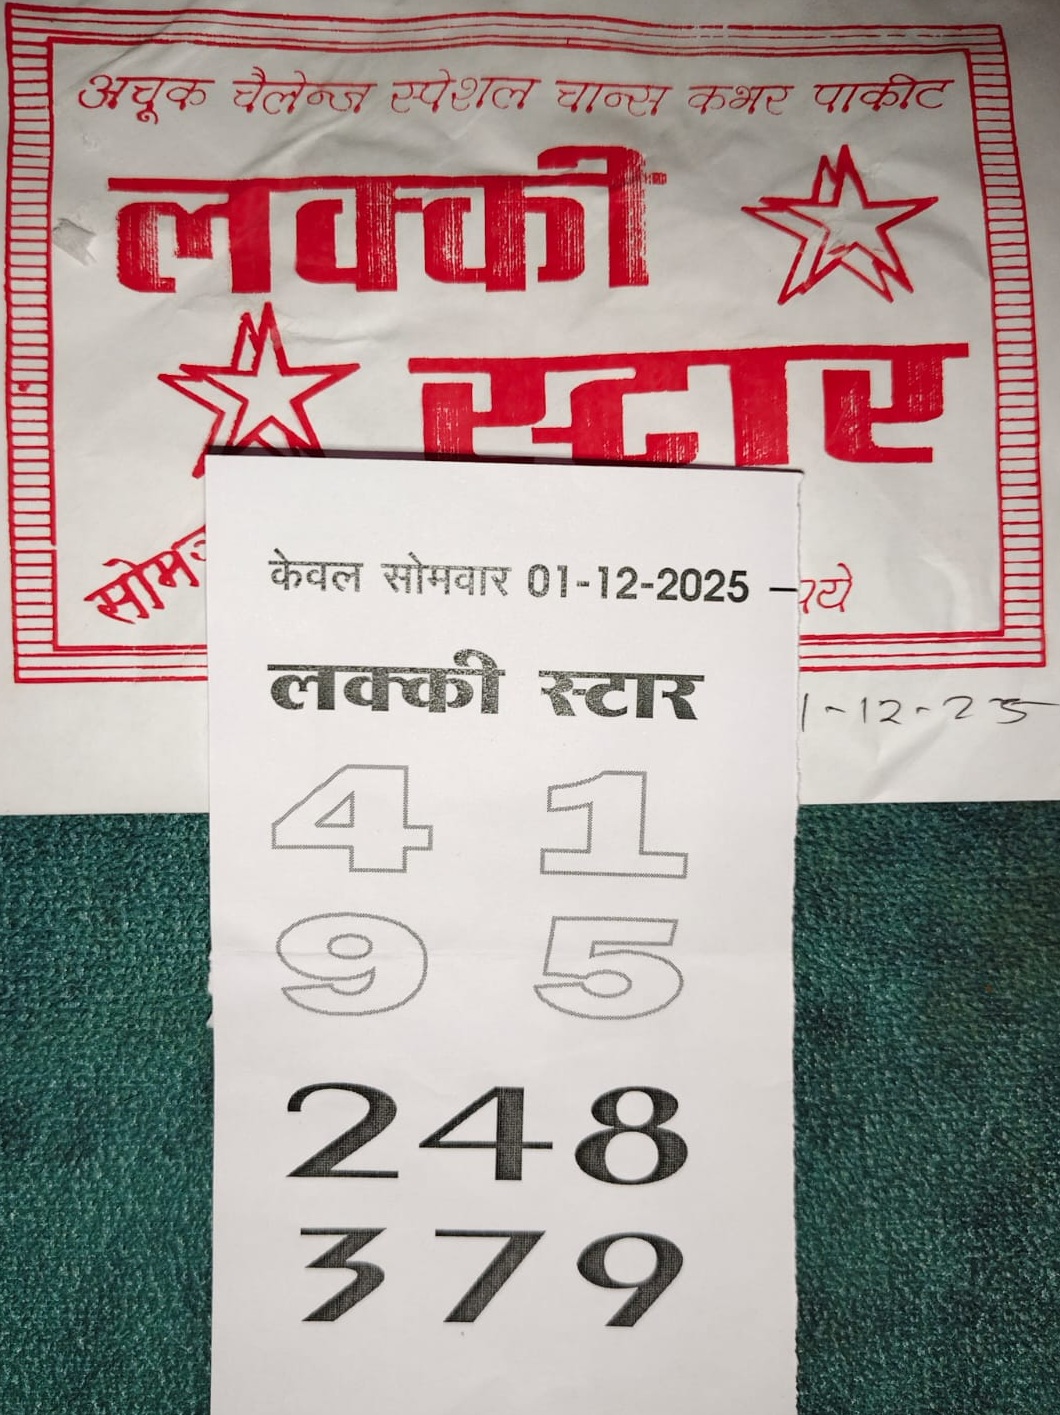 अचूक चैलेन्ज स्पेशल चान्स कभर पाकीट
लक्की
स्टार
केवल सोमवार 01-12-2025 –
लक्की स्टार
1-12-25
4 1
9 5
248
379